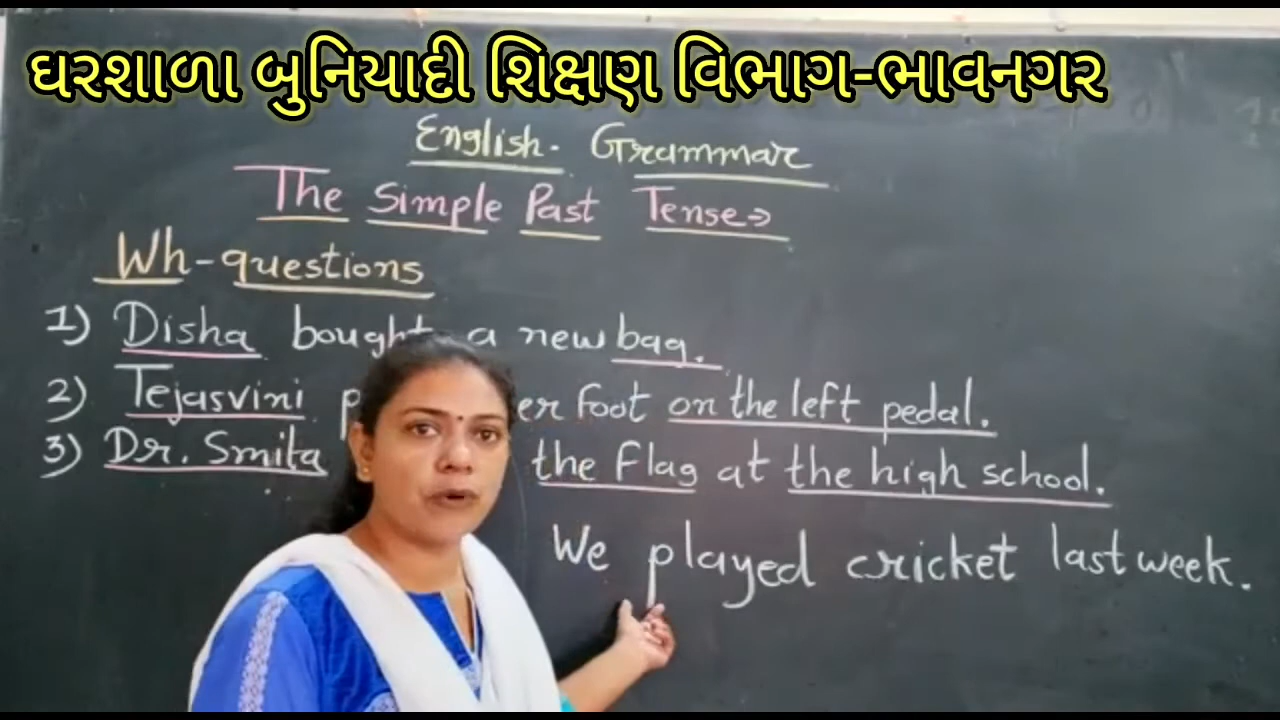 ઘરશાળા બુનિયાદી શિક્ષણ વિભાગ-ભાવનગર
English. Grammar
The Simple Past Tense→
Wh-questions
1) Disha bought a new bag.
2) Tejasvini foot on the left pedal.
3) Dr. Smita the Flag at the high school.
We played cricket last week.